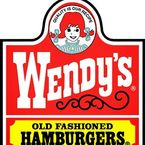 QUALITY IS OUR RECIPE
WENDY'S®
OLD FASHIONED
HAMBURGERS®